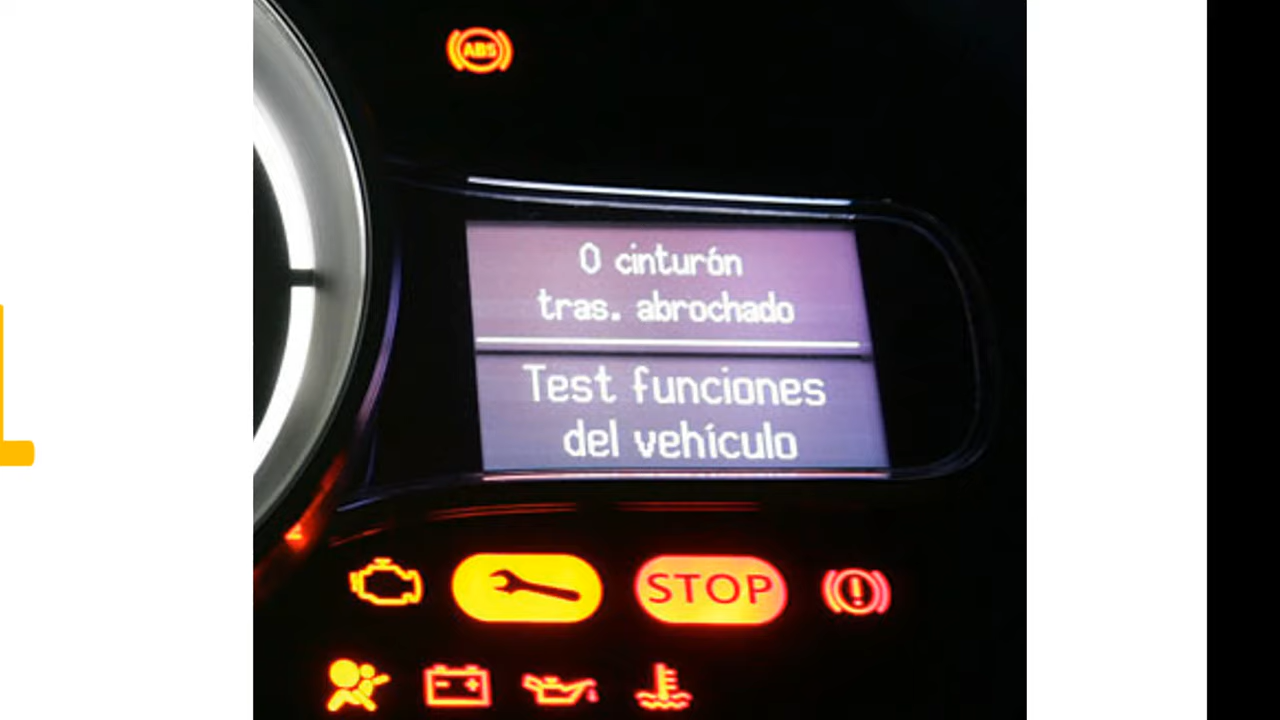 ABS
0 cinturón
tras. abrochado
Test funciones
del vehículo
STOP